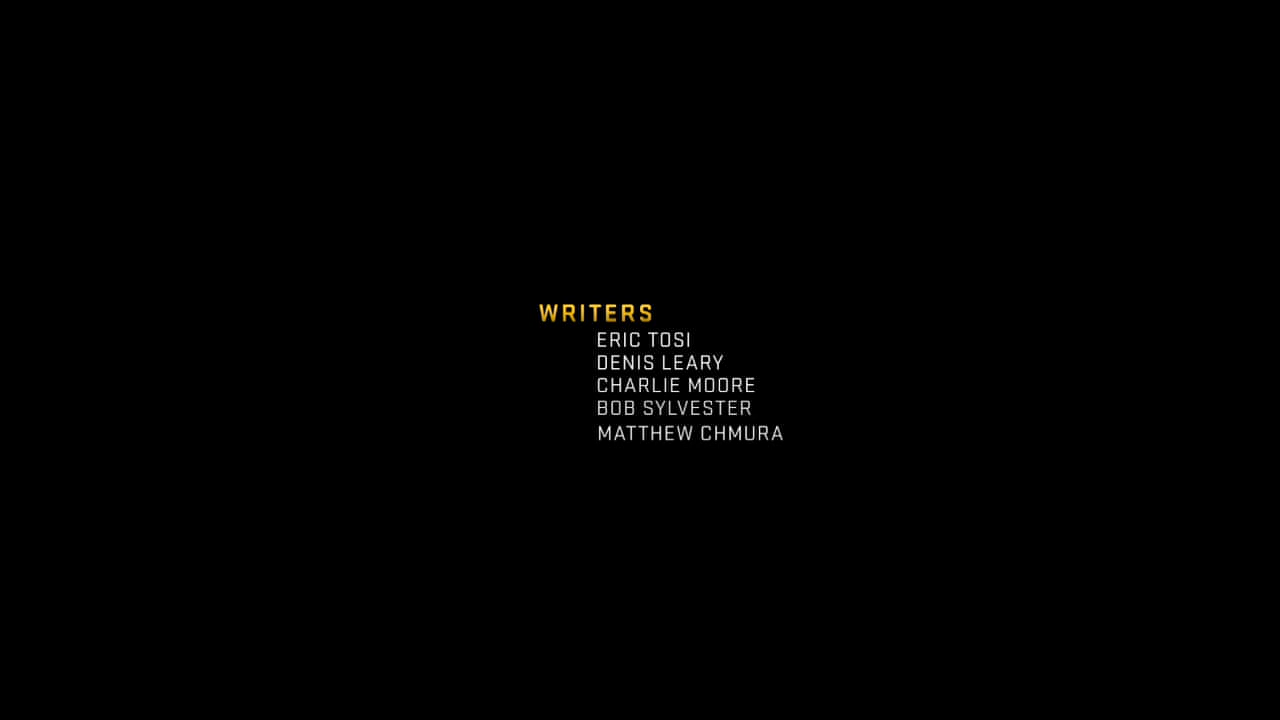 WRITERS
ERIC TOSI
DENIS LEARY
CHARLIE MOORE
BOB SYLVESTER
MATTHEW CHMURA